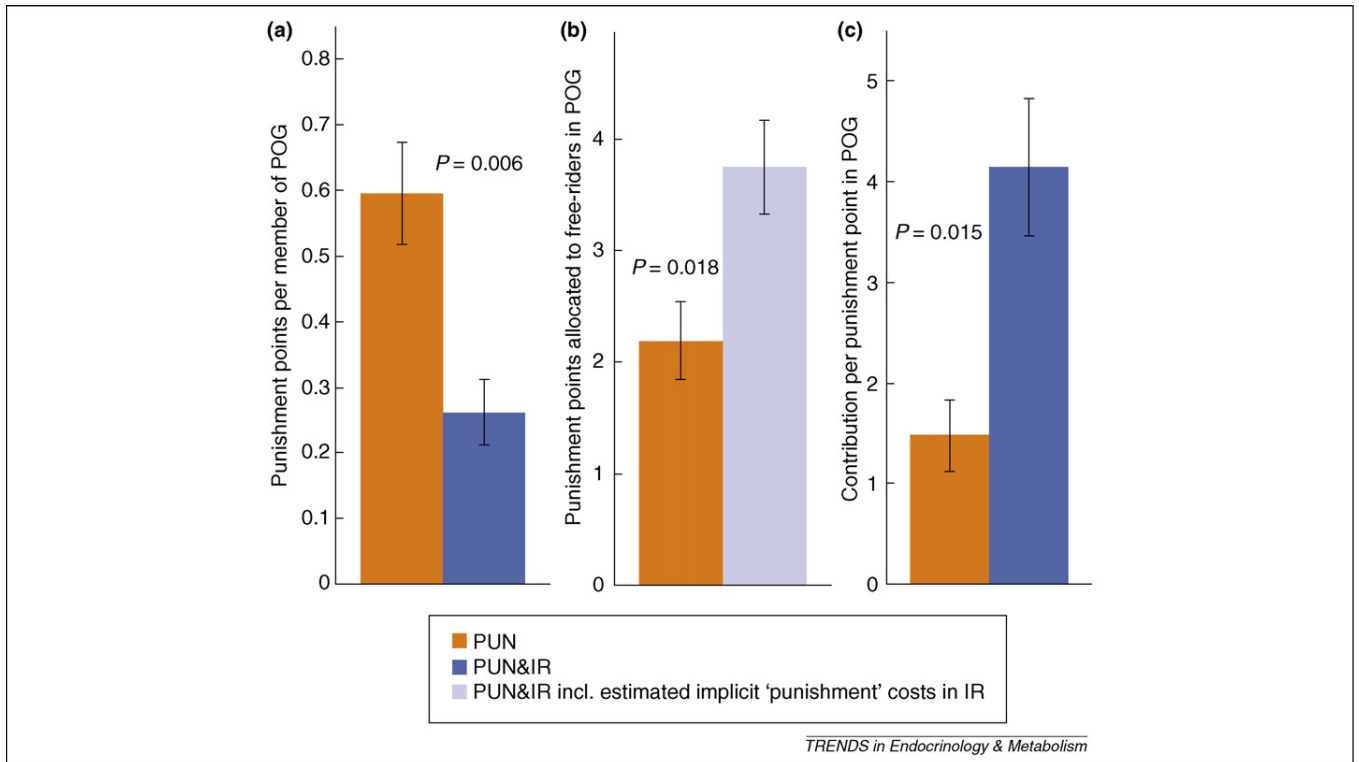 (a)
Punishment points per member of POG
0.8
0.7
0.6
0.5
0.4
0.3
0.2
0.1
0
P = 0.006
(b)
Punishment points allocated to free-riders in POG
4
3
2
1
0
P = 0.018
(c)
Contribution per punishment point in POG
5
4
3
2
1
0
P = 0.015
PUN
PUN&IR
PUN&IR incl. estimated implicit ‘punishment’ costs in IR
TRENDS in Endocrinology & Metabolism